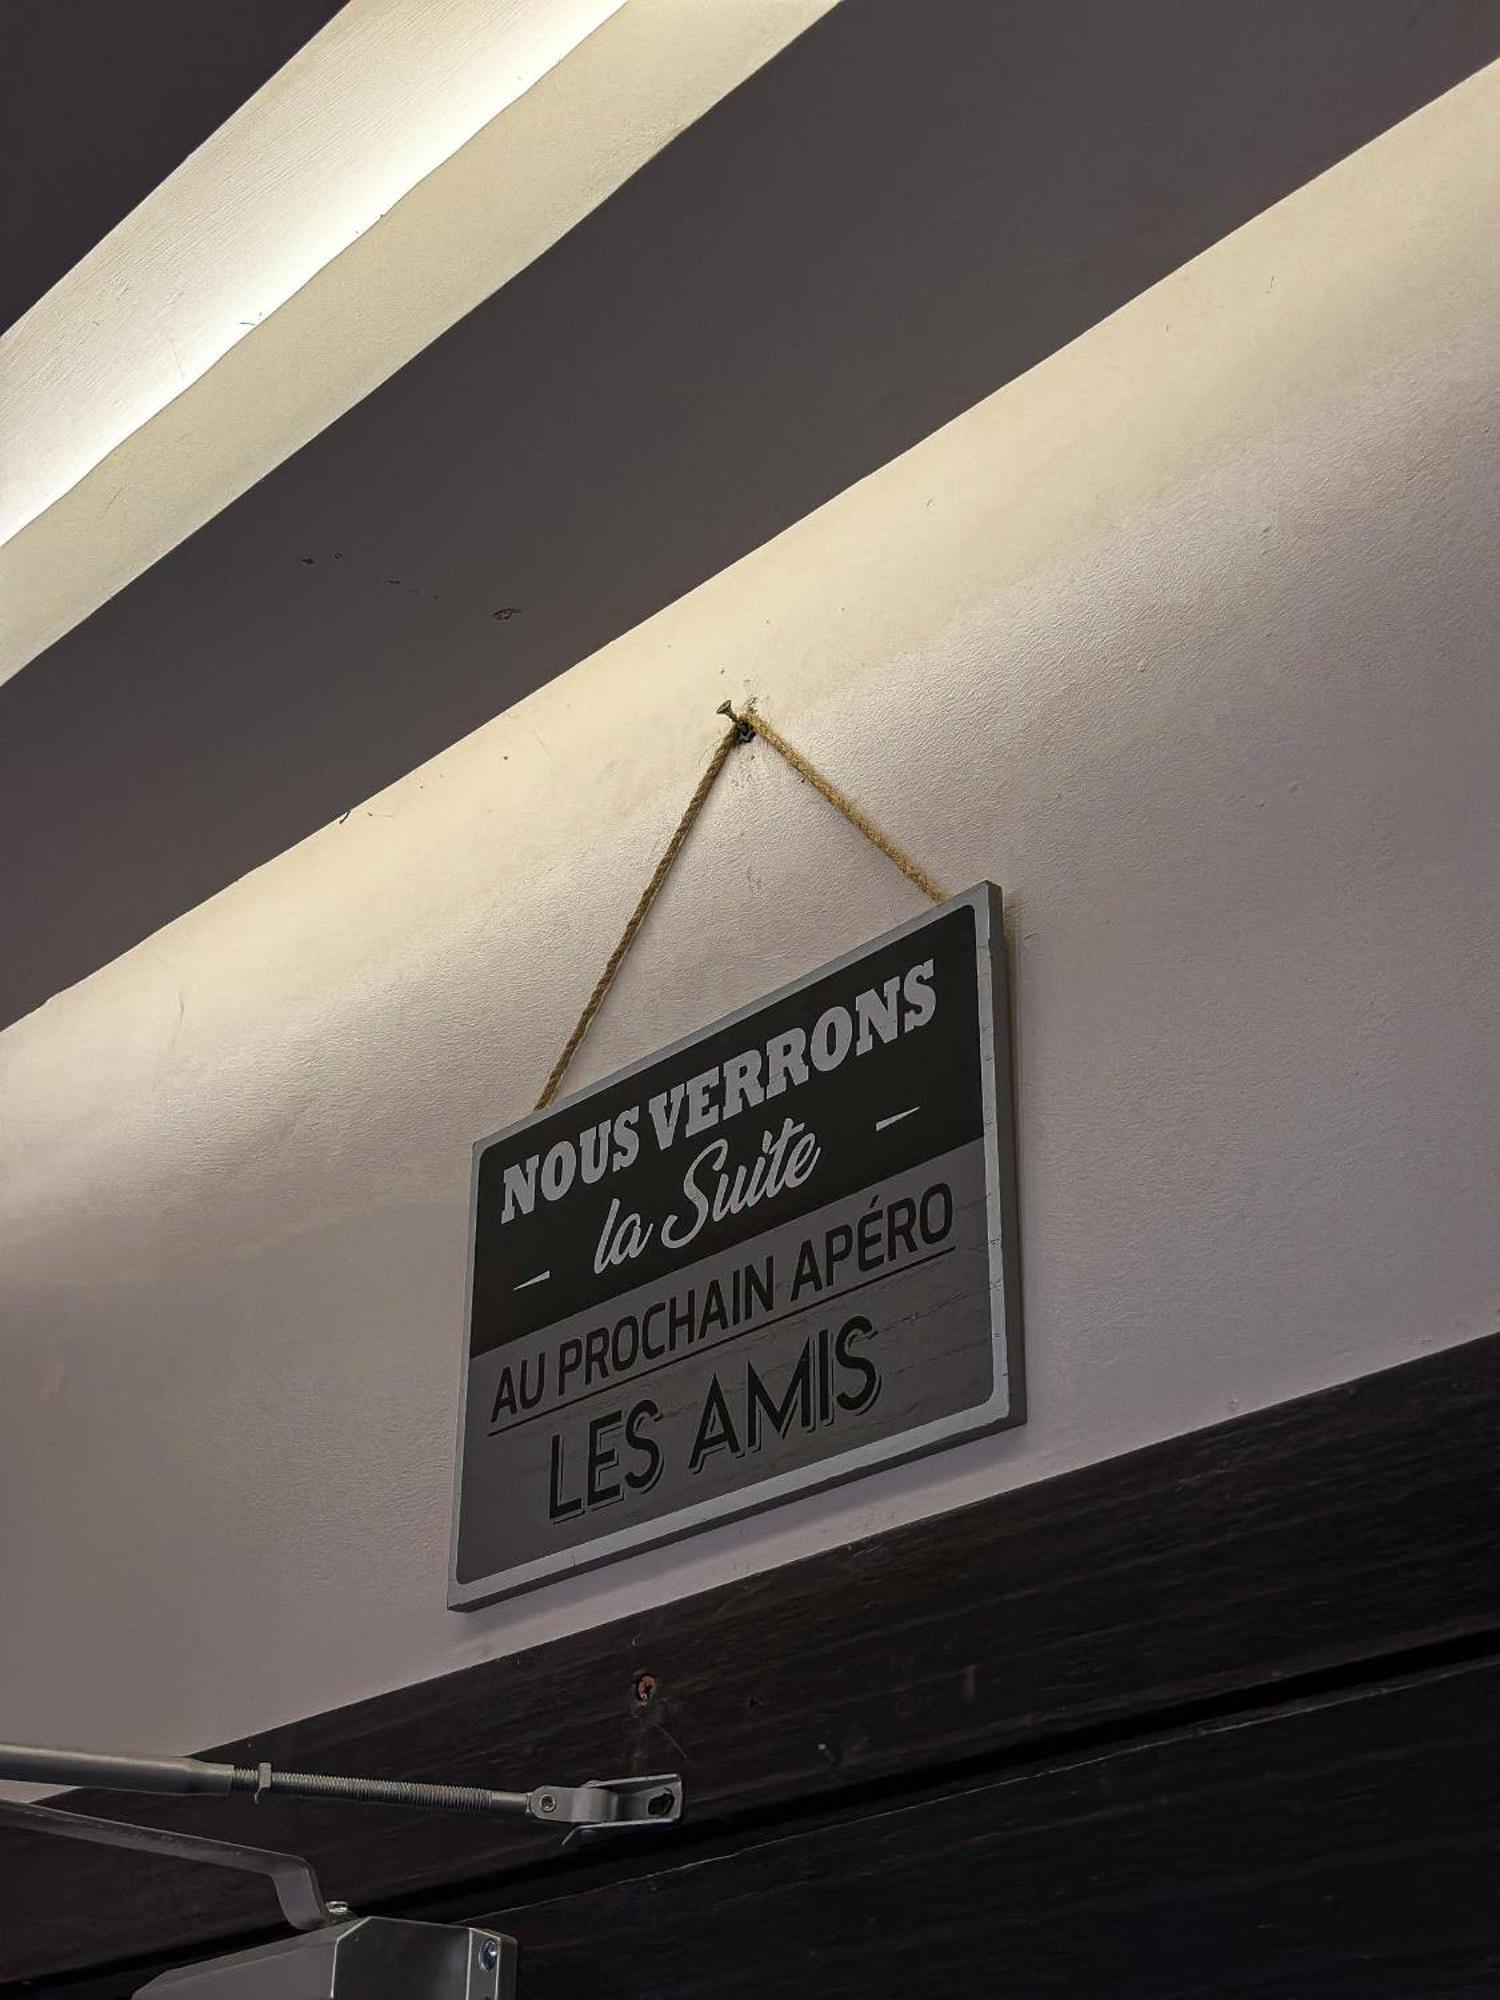 NOUS VERRONS
la Suite
AU PROCHAIN APÉRO
LES AMIS